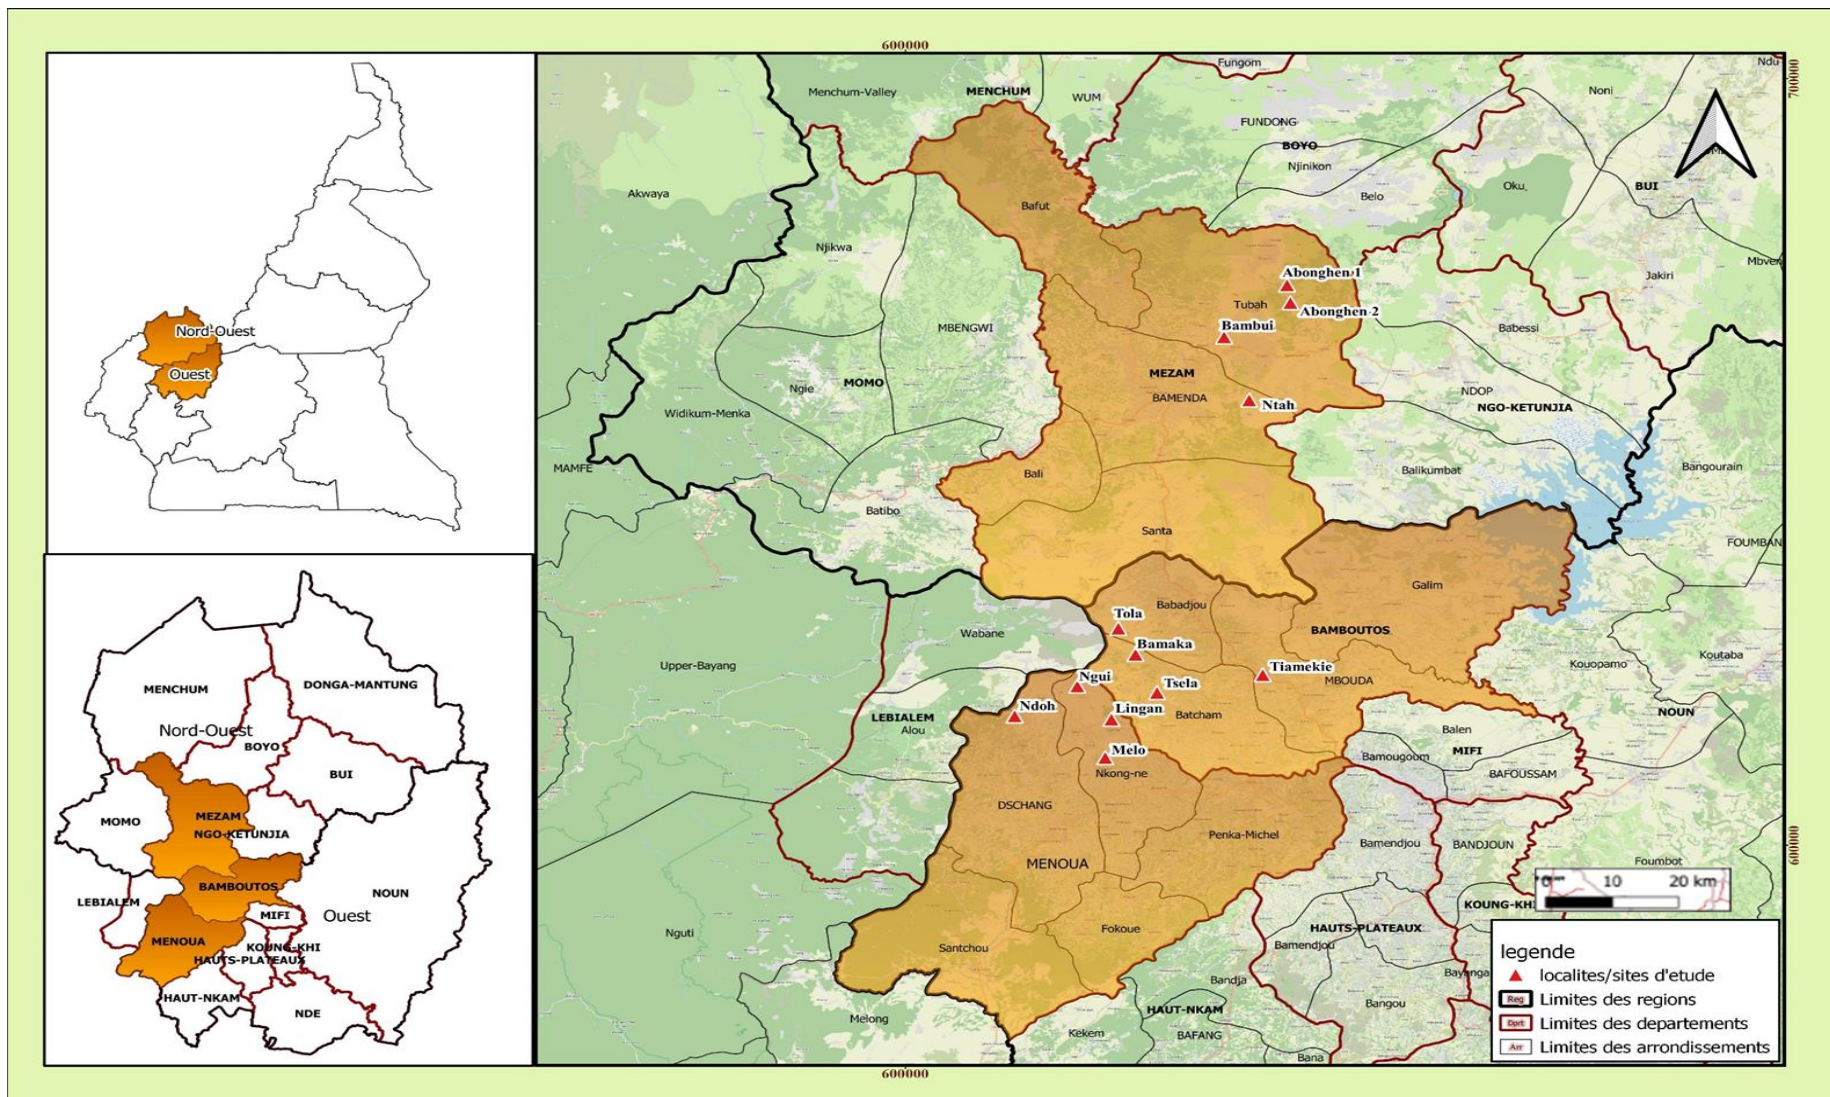 600000
700000
Nord-Ouest
Ouest
MENCHUM
DONGA-MANTUNG
Nord-Ouest
BOYO
BUI
MOMO
MEZAM
NGO-KETUNJIA
BAMBOUTOS
LEBIALEM
NOUN
MIFI
Ouest
MENOUA
KOUNG-KHI
HAUTS-PLATEAUX
HAUT-NKAM
NDE
Fungom
Ndu
Menchum-Valley
MENCHUM
WUM
Noni
FUNDONG
BOYO
Njinikon
Akwaya
Bafut
Belo
Oku
BUI
Njikwa
Mbven
Abonghen 1
Jakiri
Tubah
Abonghen 2
MBENGWI
Bambui
Babessi
MEZAM
Ngie
MOMO
BAMENDA
NDOP
Widikum-Menka
Ntah
NGO-KETUNJIA
MAMFE
Bali
Balikumbat
Bangourain
Batibo
Santa
FOUMBAN
Galim
Tola
Babadjou
Wabane
BAMBOUTOS
Bamaka
Upper-Bayang
Tiamekie
Kouopamo
Koutaba
Ngui
Tsela
MBOUDA
Ndoh
Lingan
LEBIALEM
Batcham
NOUN
Alou
Balen
Melo
MIFI
Bamougoum
Nkong-ne
BAFOUSSAM
DSCHANG
Penka-Michel
Bamendjou
BANDJOUN
MENOUA
Foumbot
0 10 20 km
KOUNG-KHI
Fokoue
HAUTS-PLATEAUX
Nguti
Santchou
Bamendjou
Bandja
Bangou
Melong
HAUT-NKAM
Kekem
BAFANG
Bana
legende
localites/sites d'etude
Reg Limites des regions
Dprt Limites des departements
Arr Limites des arrondissements
600000
600000